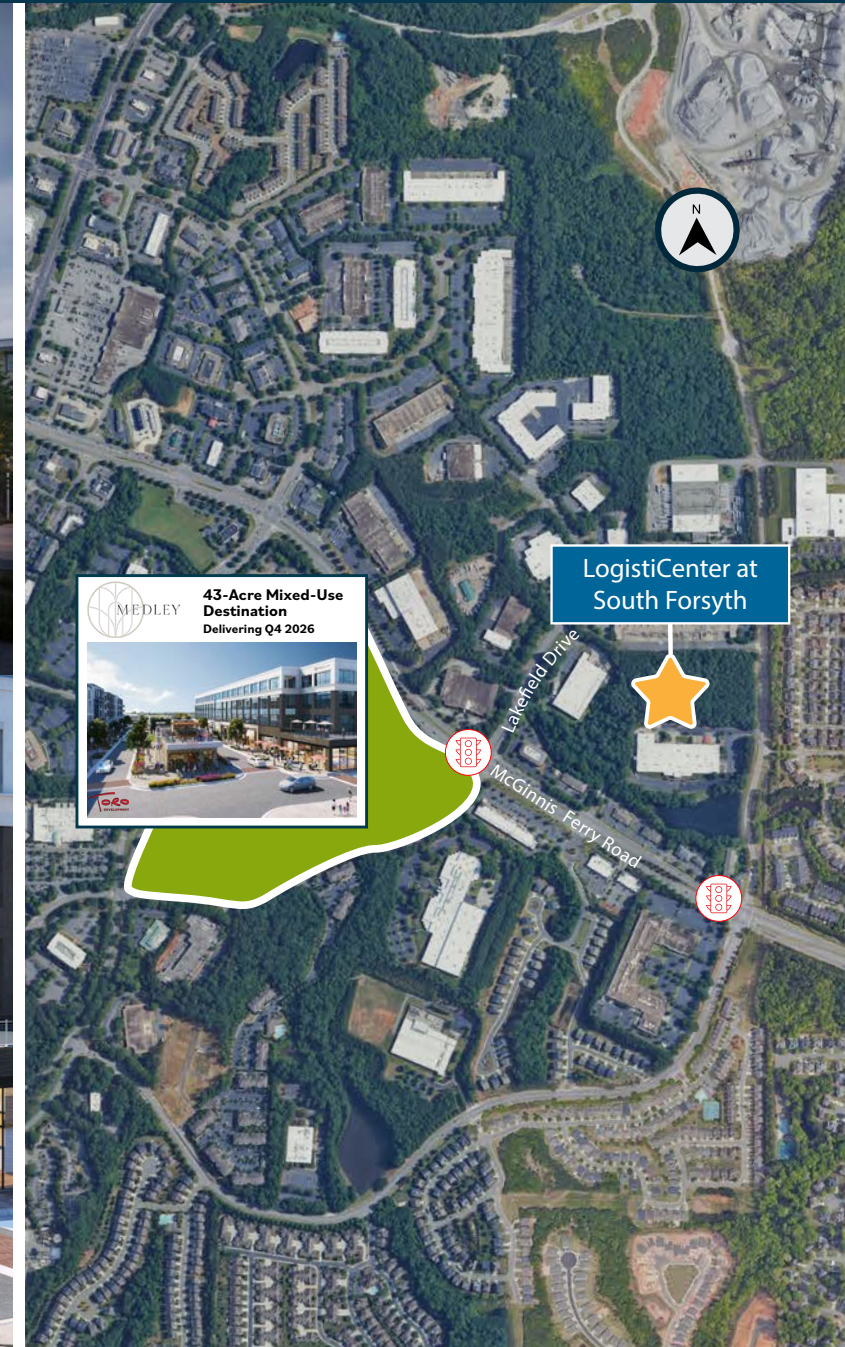 N
LogistiCenter at
South Forsyth
MEDLEY
43-Acre Mixed-Use
Destination
Delivering Q4 2026
TORO
DEVELOPMENT
Lakefield Drive
McGinnis Ferry Road